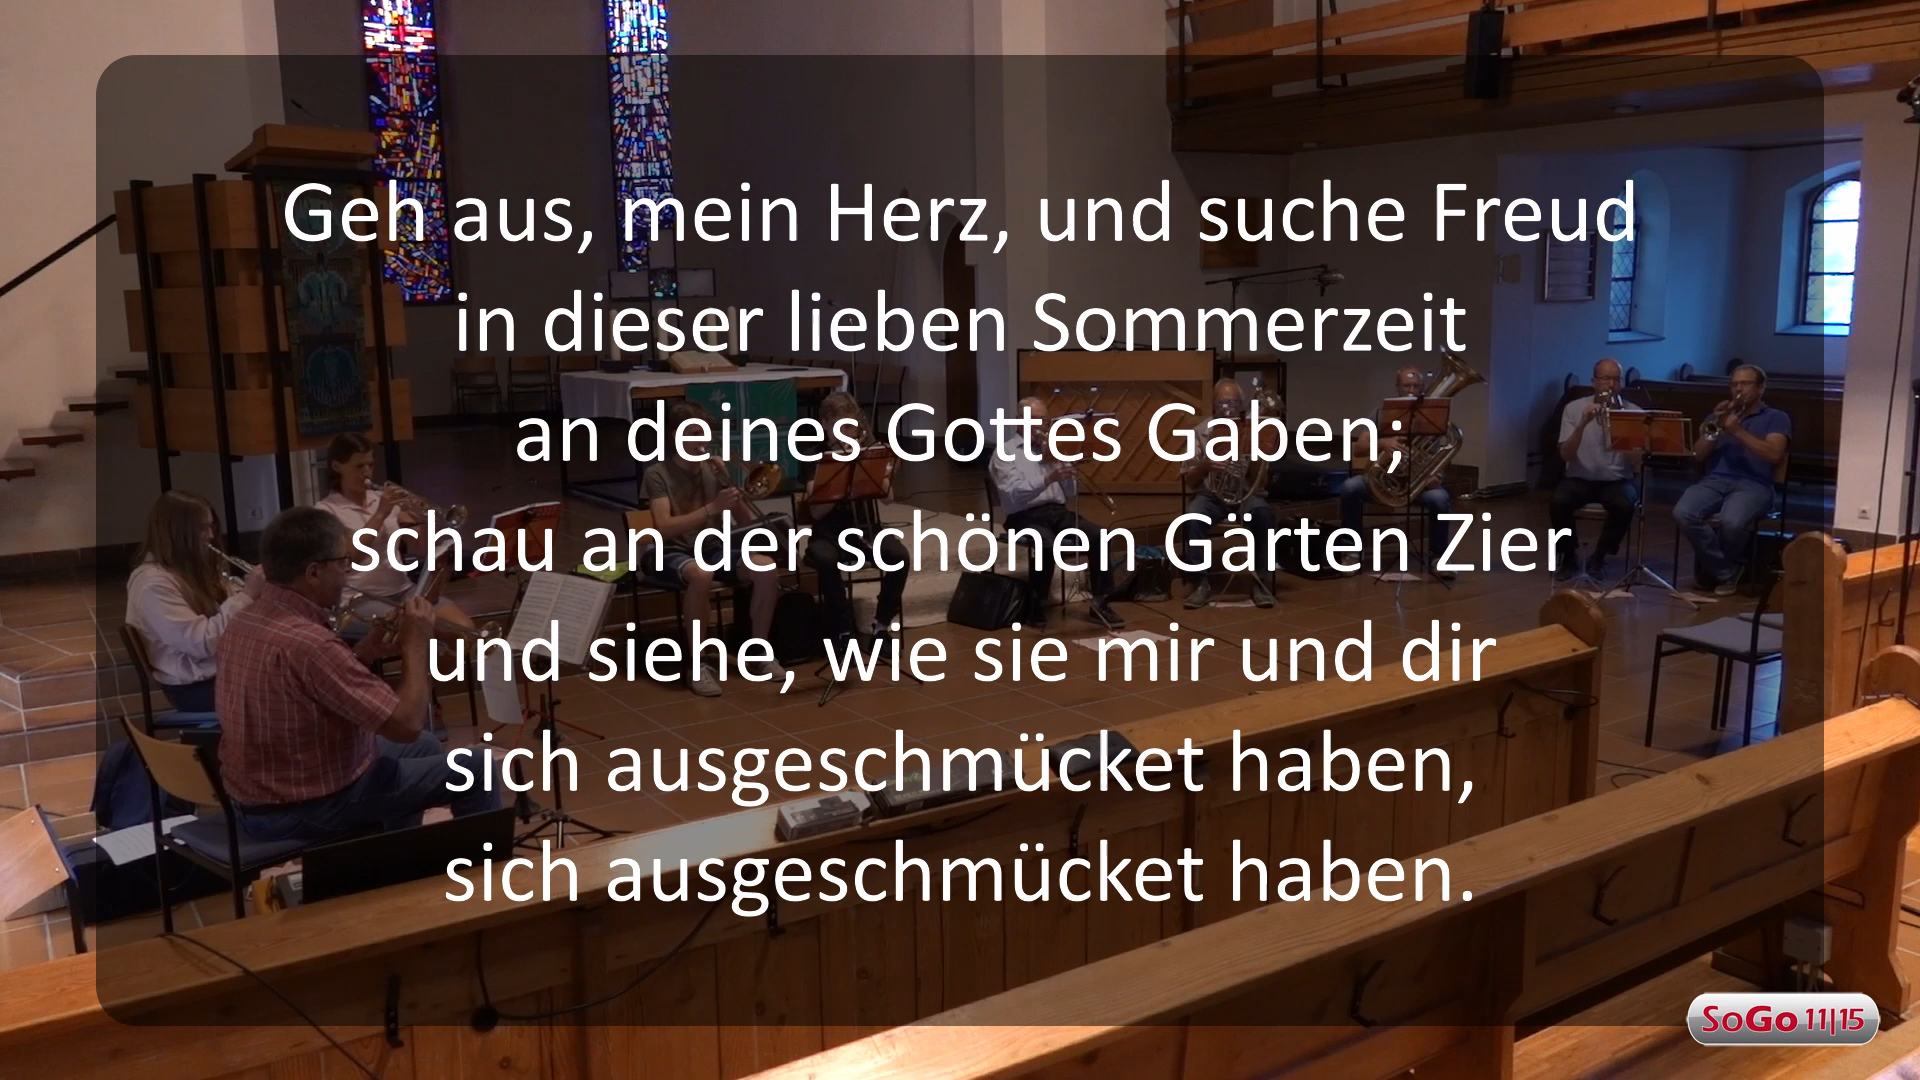 Geh aus, mein Herz, und suche Freud
in dieser lieben Sommerzeit
an deines Gottes Gaben;
schau an der schönen Gärten Zier
und siehe, wie sie mir und dir
sich ausgeschmücket haben,
sich ausgeschmücket haben.
SoGo 11|15